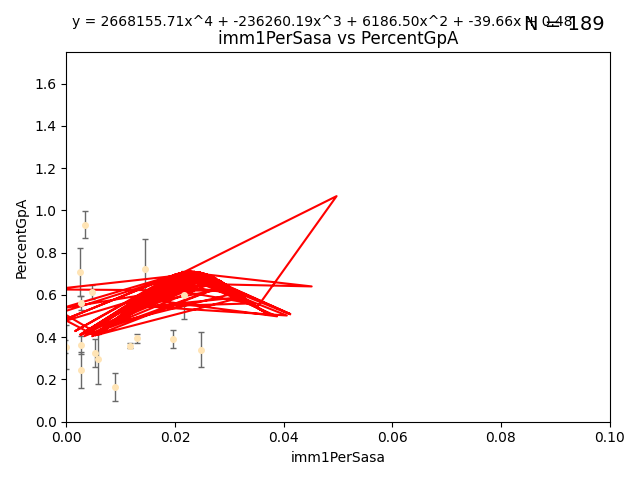 y = 2668155.71x^4 + -236260.19x^3 + 6186.50x^2 + -39.66x + 0.48
N = 189
imm1PerSasa vs PercentGpA
PercentGpA
1.6
1.4
1.2
1.0
0.8
0.6
0.4
0.2
0.0
0.00 0.02 0.04 0.06 0.08 0.10
imm1PerSasa